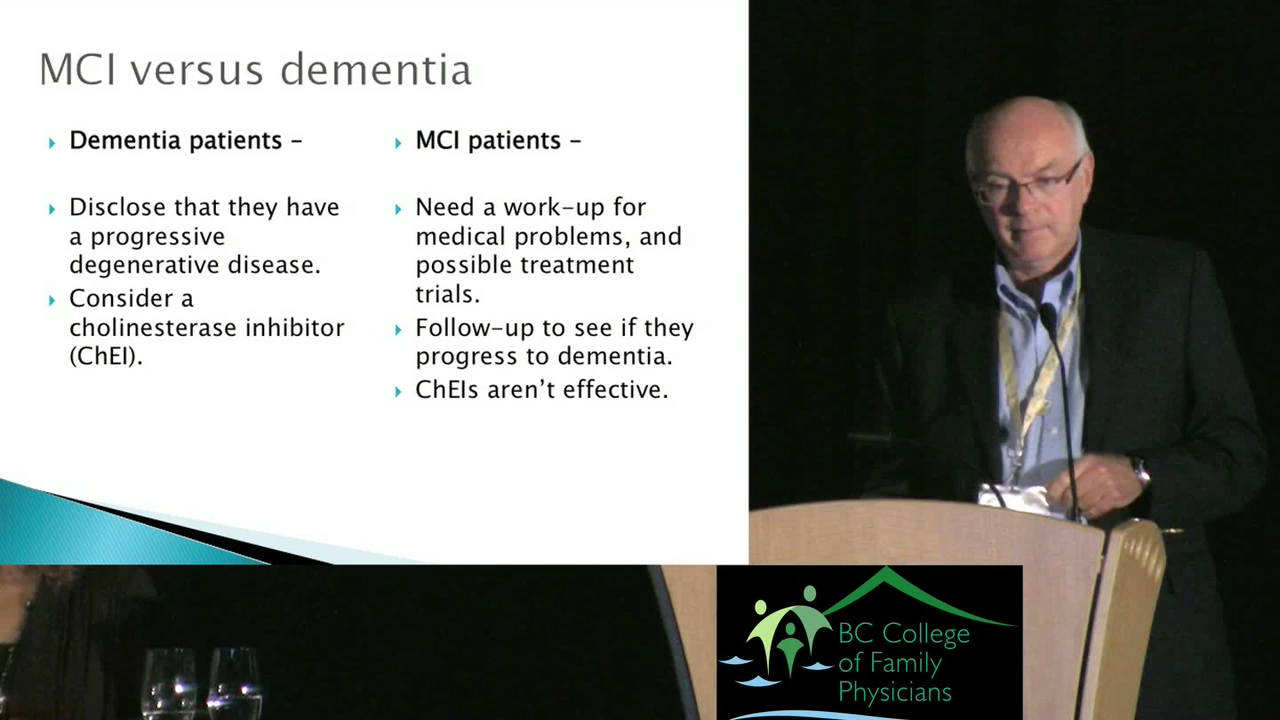 MCI versus dementia
Dementia patients –
Disclose that they have
a progressive
degenerative disease.
Consider a
cholinesterase inhibitor
(ChEI).
MCI patients –
Need a work-up for
medical problems, and
possible treatment
trials.
Follow-up to see if they
progress to dementia.
ChEIs aren't effective.
BC College
of Family
Physicians